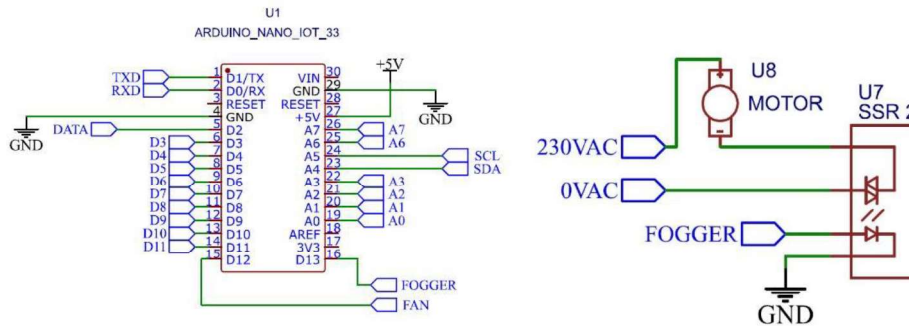 U1
ARDUINO_NANO_IOT_33
+5V
TXD 1 D1/TX VIN 30
RXD 2 D0/RX GND 29
3 RESET RESET 28 GND
GND 4 GND +5V 27
DATA 5 D2 A7 26 A7
D3 6 D3 A6 25 A6
D4 7 D4 A5 24 SCL
D5 8 D5 A4 23 SDA
D6 9 D6 A3 22 A3
D7 10 D7 A2 21 A2
D8 11 D8 A1 20 A1
D9 12 D9 A0 19 A0
D10 13 D10 AREF 18
D11 14 D11 3V3 17
15 D12 D13 16
FOGGER
FAN
+
U8
MOTOR
-
U7
SSR 2
230VAC
0VAC
FOGGER
GND